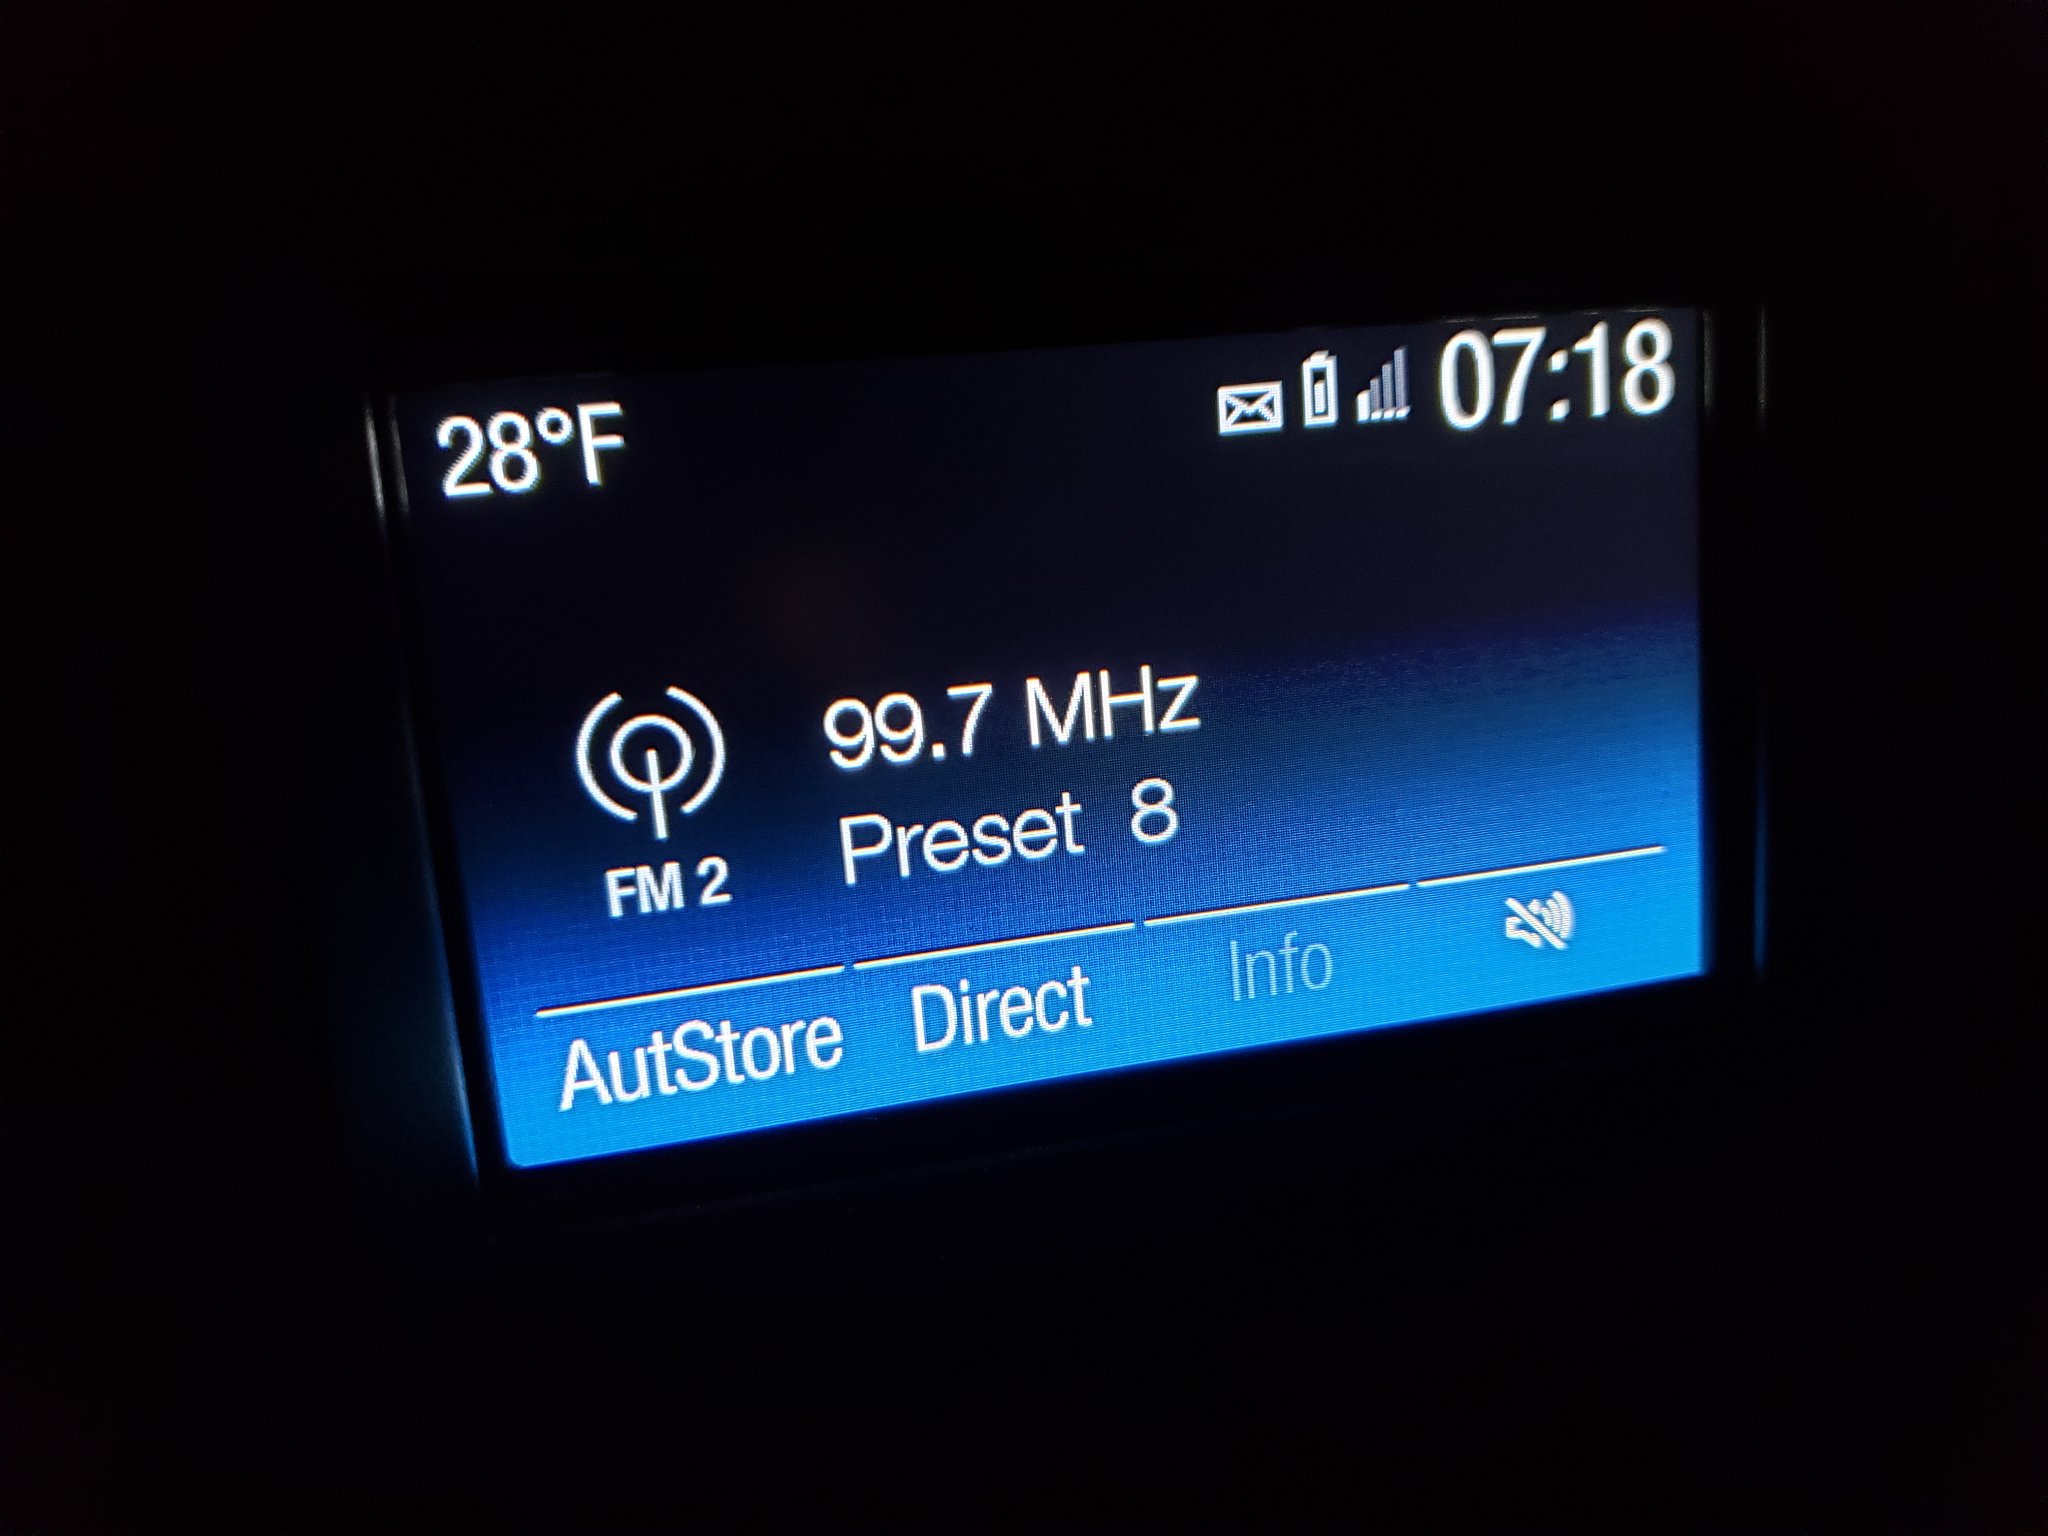 28°F 07:18
99.7 MHz
Preset 8
FM 2
AutStore Direct Info